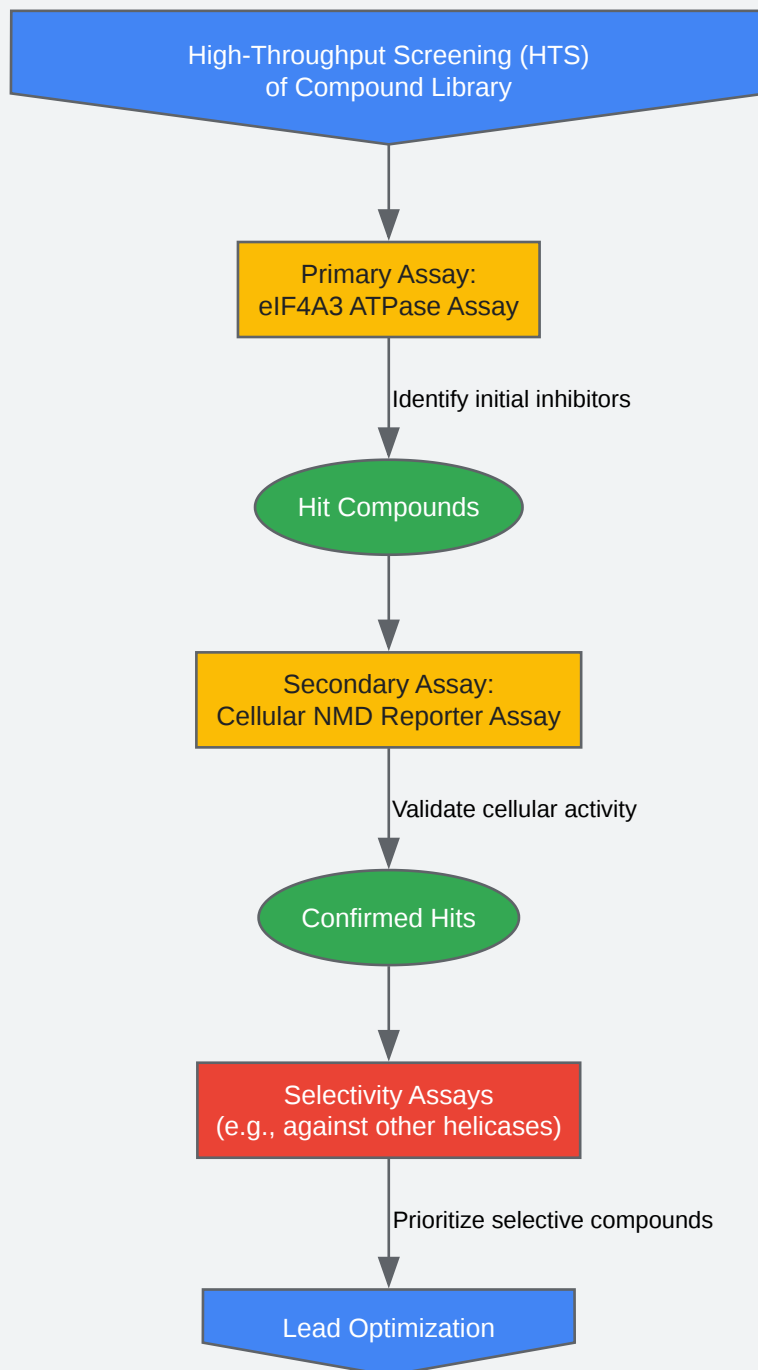 High-Throughput Screening (HTS)
of Compound Library
Primary Assay:
eIF4A3 ATPase Assay
Identify initial inhibitors
Hit Compounds
Secondary Assay:
Cellular NMD Reporter Assay
Validate cellular activity
Confirmed Hits
Selectivity Assays
(e.g., against other helicases)
Prioritize selective compounds
Lead Optimization